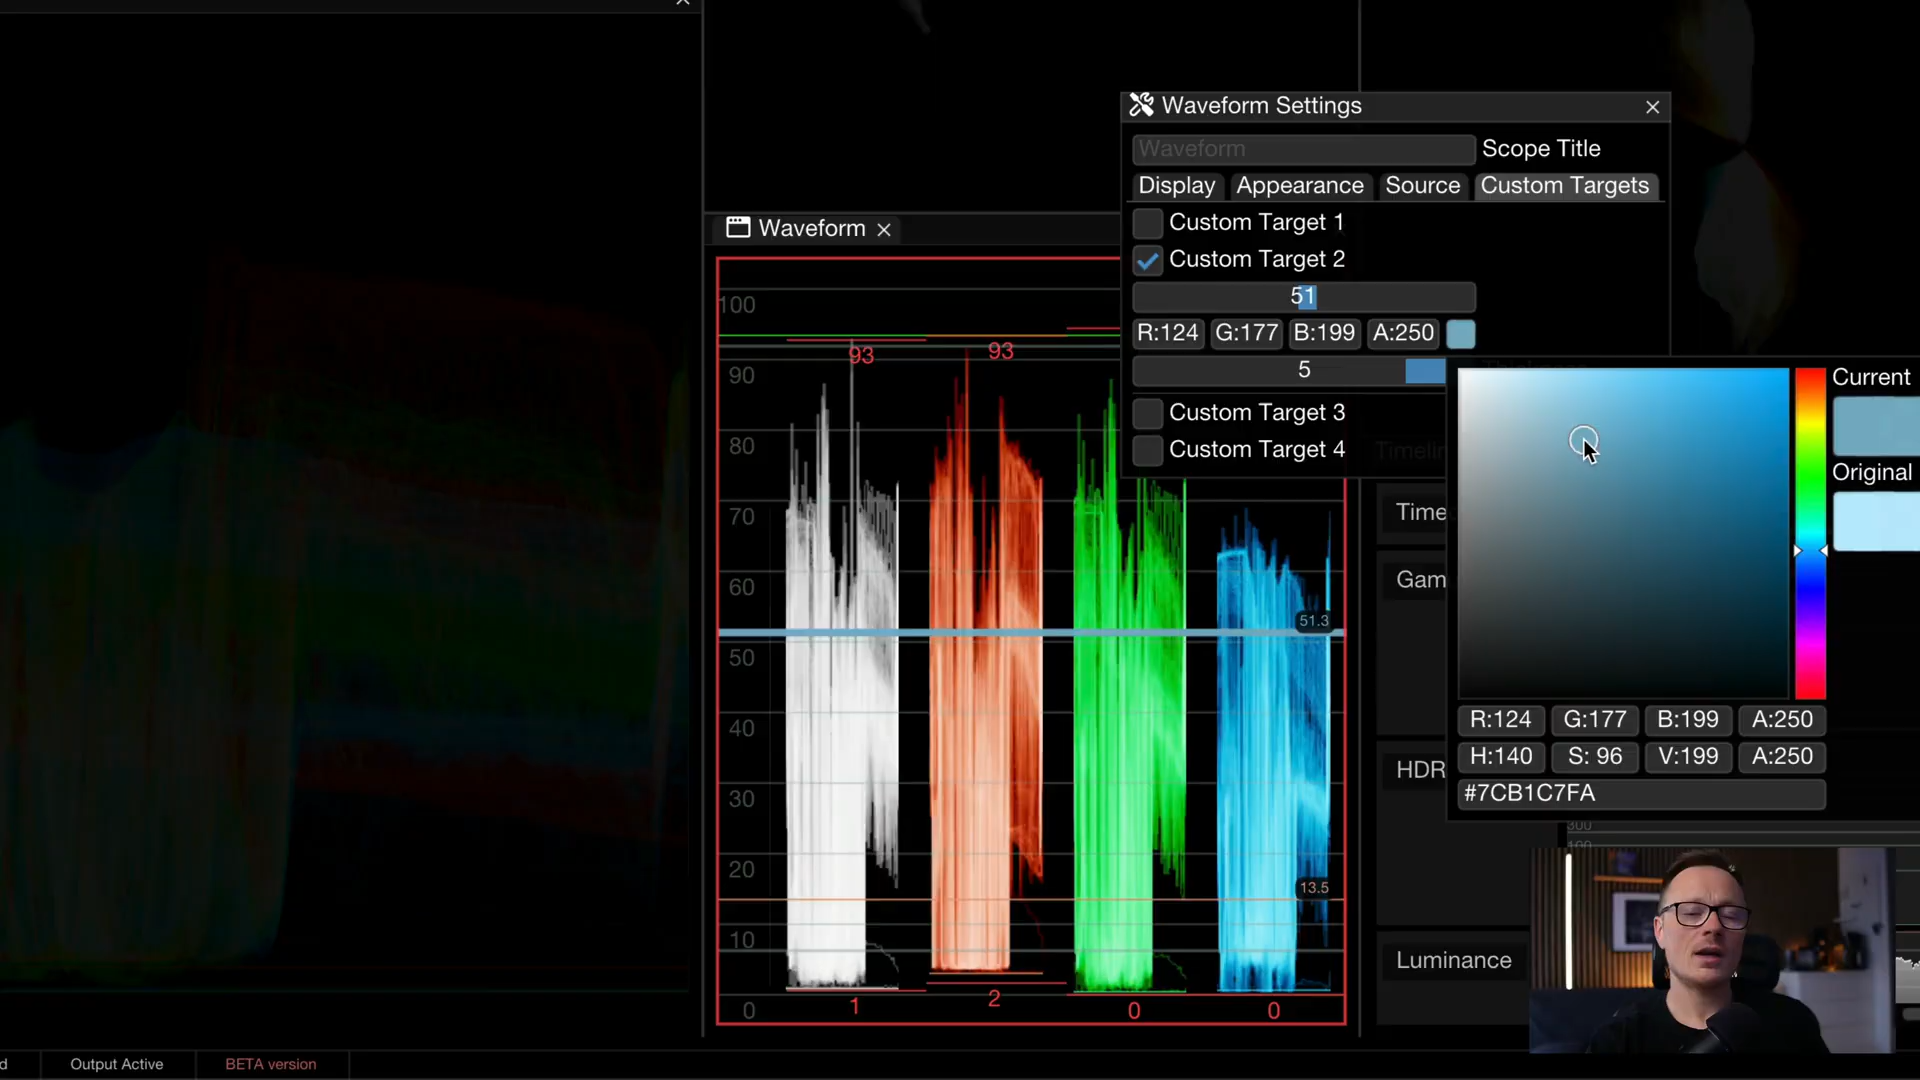 Waveform Settings
Waveform
Scope Title
Display
Appearance
Source
Custom Targets
Custom Target 1
Custom Target 2
51
R:124
G:177
B:199
A:250
5
Custom Target 3
Custom Target 4
Waveform
100
93
93
90
80
70
60
51.3
50
40
30
20
13.5
10
0
1
2
0
0
Current
Original
R:124
G:177
B:199
A:250
H:140
S: 96
V:199
A:250
#7CB1C7FA
Timelin
Time
Gam
HDR
Luminance
300
d
Output Active
BETA version